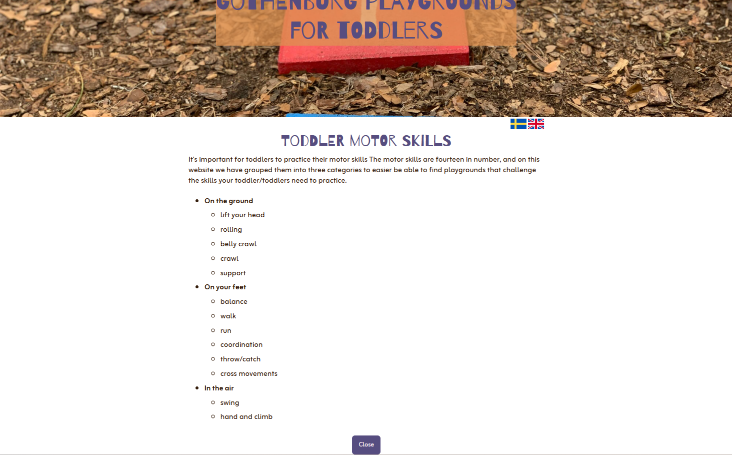 GOTHENBURG PLAYGROUNDS
FOR TODDLERS
TODDLER MOTOR SKILLS
It's important for toddlers to practice their motor skills The motor skills are fourteen in number, and on this
website we have grouped them into three categories to easier be able to find playgrounds that challenge
the skills your toddler/toddlers need to practice.
On the ground
lift your head
rolling
belly crawl
crawl
support
On your feet
balance
walk
run
coordination
throw/catch
cross movements
In the air
swing
hand and climb
Close